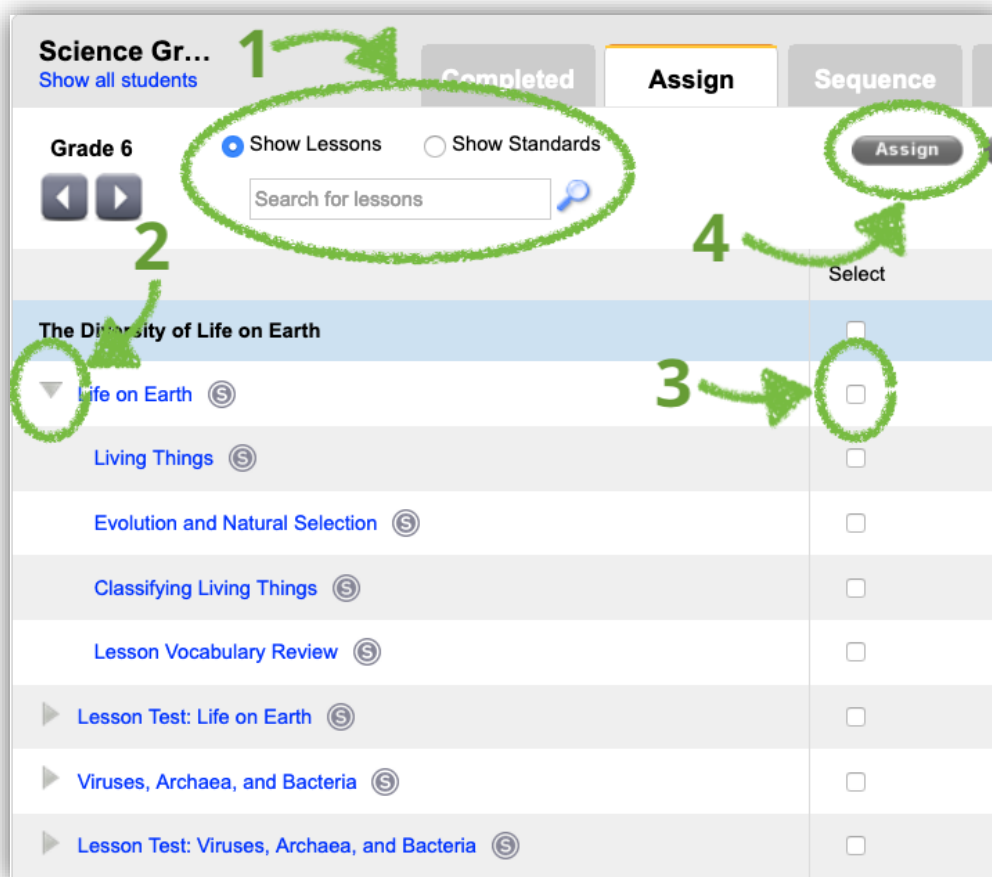 Science Gr...
1
Show all students
Completed
Assign
Sequence
Grade 6
Show Lessons
Show Standards
Assign
Search for lessons
2
4
Select
The Diversity of Life on Earth
3
Life on Earth S
Living Things S
Evolution and Natural Selection S
Classifying Living Things S
Lesson Vocabulary Review S
Lesson Test: Life on Earth S
Viruses, Archaea, and Bacteria S
Lesson Test: Viruses, Archaea, and Bacteria S